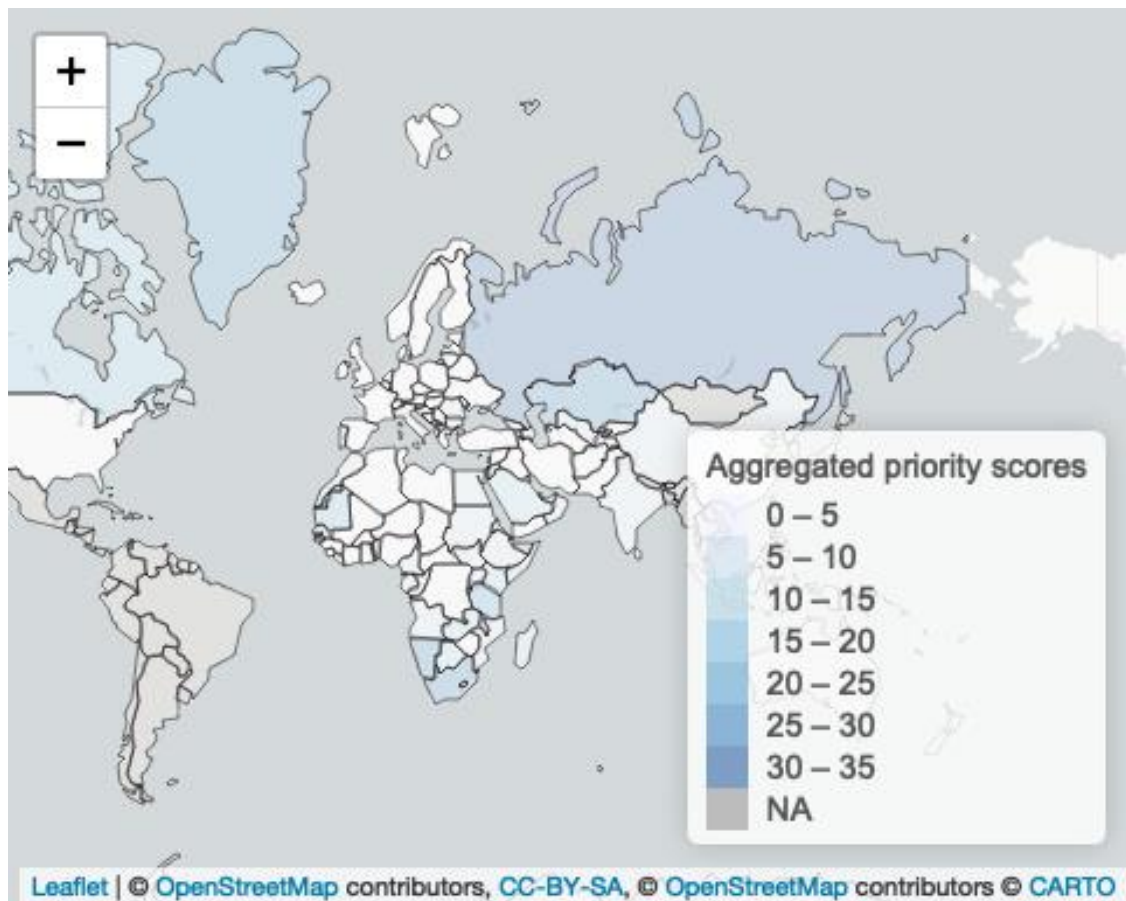 +
−
Aggregated priority scores
0 – 5
5 – 10
10 – 15
15 – 20
20 – 25
25 – 30
30 – 35
NA
Leaflet | © OpenStreetMap contributors, CC-BY-SA, © OpenStreetMap contributors © CARTO